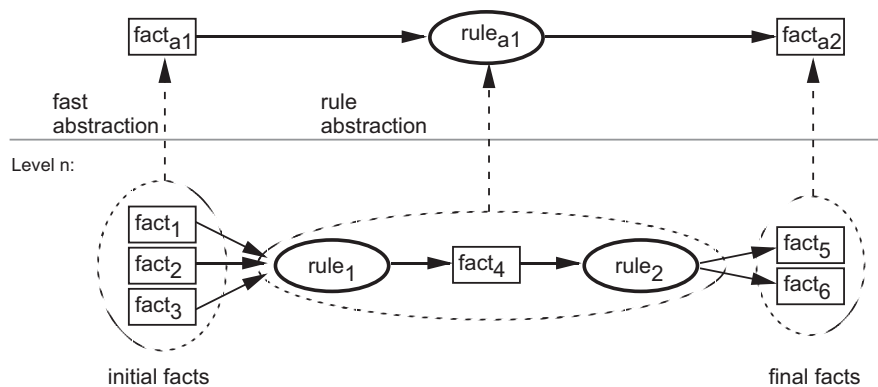 fact_a1
rule_a1
fact_a2
fast
abstraction
rule
abstraction
Level n:
fact_1
fact_2
fact_3
rule_1
fact_4
rule_2
fact_5
fact_6
initial facts
final facts